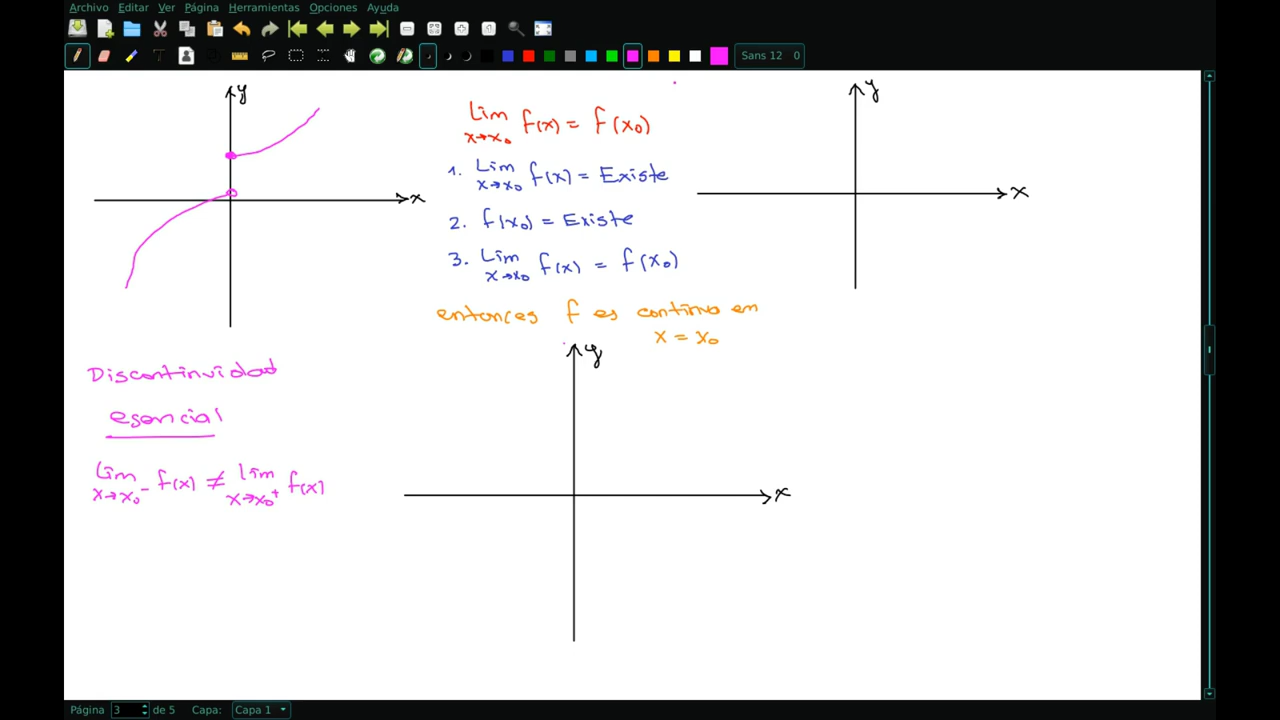 Archivo Editar Ver Página Herramientas Opciones Ayuda
Sans 12 0
y
x
Lim f(x) = f(x₀)
x→x₀
1. Lim f(x) = Existe
x→x₀
2. f(x₀) = Existe
3. Lim f(x) = f(x₀)
x→x₀
entonces f es continuo en
x = x₀
y
x
Discontinuidad
esencial
Lim f(x) ≠ Lim f(x)
x→x₀⁻ x→x₀⁺
y
x
Página 3 de 5 Capa: Capa 1